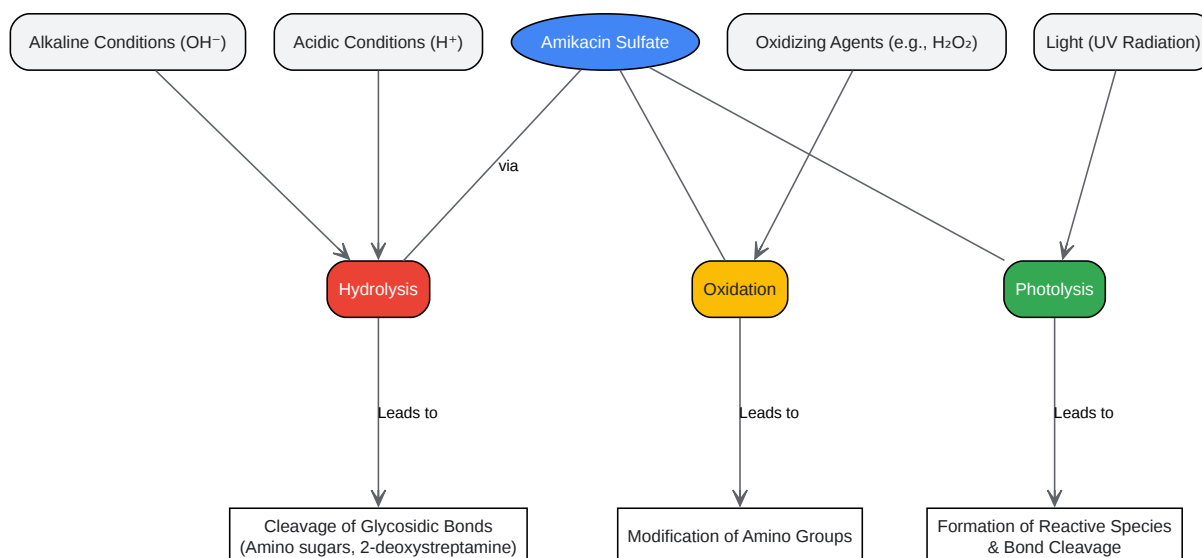 Alkaline Conditions (OH⁻)
Acidic Conditions (H⁺)
Amikacin Sulfate
Oxidizing Agents (e.g., H₂O₂)
Light (UV Radiation)
via
Hydrolysis
Oxidation
Photolysis
Leads to
Leads to
Leads to
Cleavage of Glycosidic Bonds
(Amino sugars, 2-deoxystreptamine)
Modification of Amino Groups
Formation of Reactive Species
& Bond Cleavage